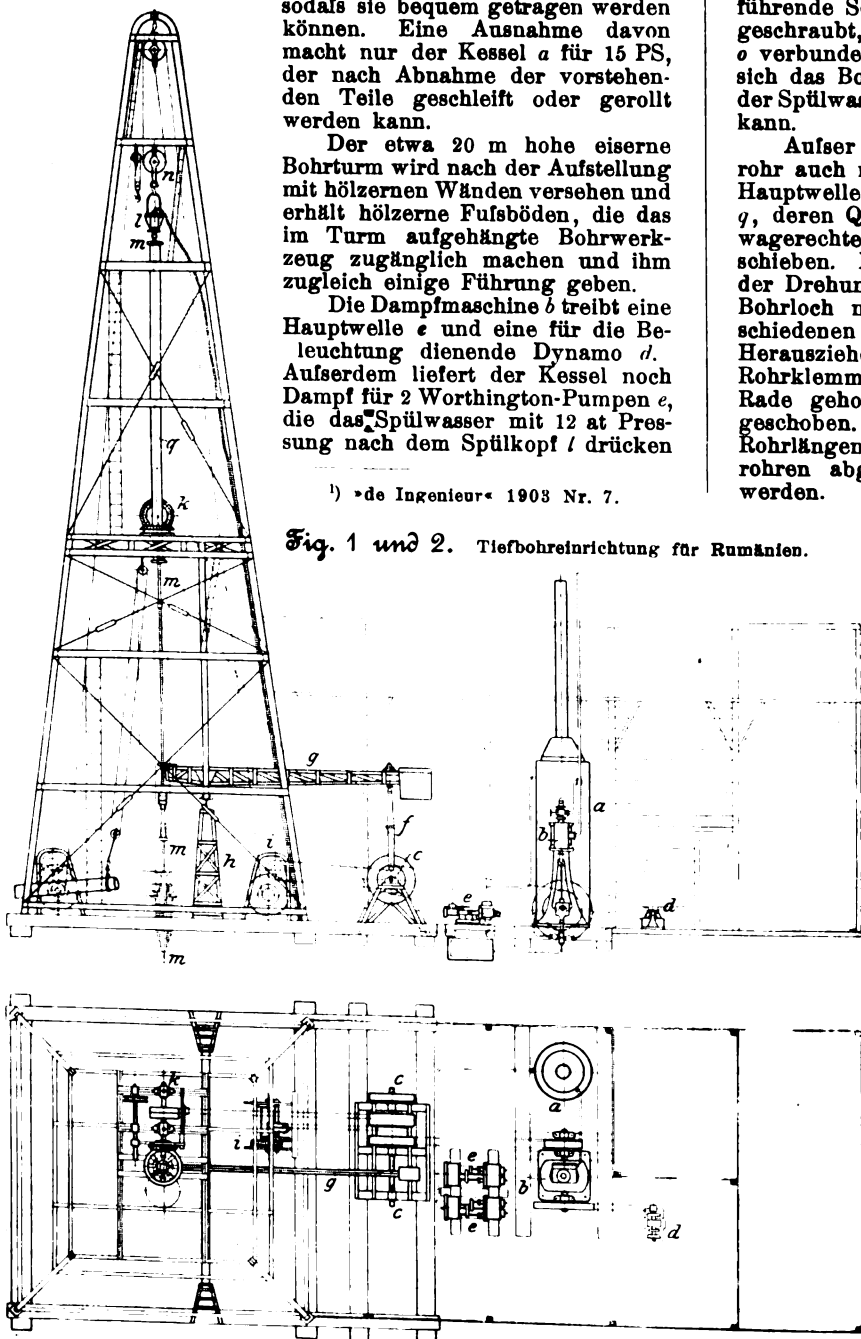 sodaſs sie bequem getragen werden
können. Eine Ausnahme davon
macht nur der Kessel a für 15 PS,
der nach Abnahme der vorstehen-
den Teile geschleift oder gerollt
werden kann.
Der etwa 20 m hohe eiserne
Bohrturm wird nach der Aufstellung
mit hölzernen Wänden versehen und
erhält hölzerne Fuſsböden, die das
im Turm aufgehängte Bohrwerk-
zeug zugänglich machen und ihm
zugleich einige Führung geben.
Die Dampfmaschine b treibt eine
Hauptwelle e und eine für die Be-
leuchtung dienende Dynamo d.
Auſserdem liefert der Kessel noch
Dampf für 2 Worthington-Pumpen e,
die das Spülwasser mit 12 at Pres-
sung nach dem Spülkopf l drücken
¹) »de Ingenieur« 1903 Nr. 7.
führende S
geschraubt,
o verbunde
sich das Bo
der Spülwas
kann.
Auſser
rohr auch
Hauptwelle
q, deren Q
wagerechte
schieben.
der Drehun
Bohrloch
schiedenen
Herauszieh
Rohrklemm
Rade geho
geschoben.
Rohrlängen
rohren abg
werden.
Fig. 1 und 2. Tiefbohreinrichtung für Rumänien.
n
l
m
q
k
m
g
f
a
b
m
h
i
c
e
d
m
k
c
a
i
g
e
b
c
e
d